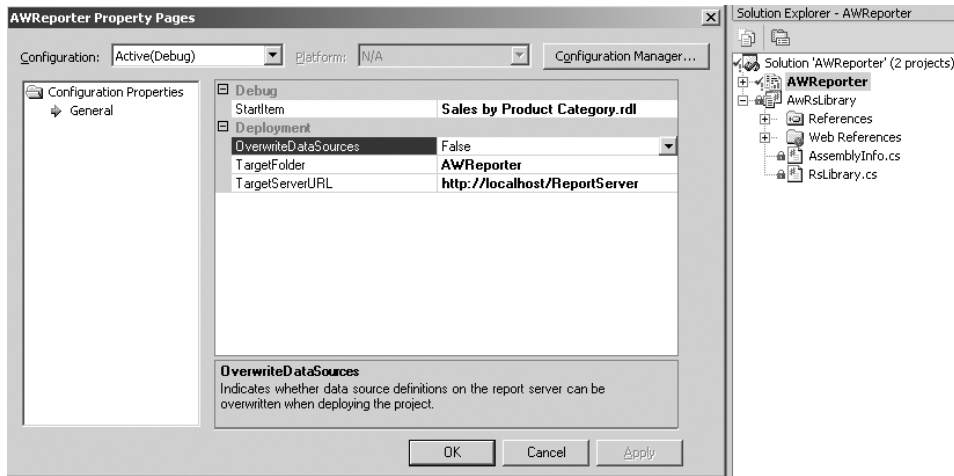 AWReporter Property Pages
Configuration: Active(Debug) Platform: N/A Configuration Manager...
Configuration Properties
General
Debug
StartItem Sales by Product Category.rdl
Deployment
OverwriteDataSources False
TargetFolder AWReporter
TargetServerURL http://localhost/ReportServer
OverwriteDataSources
Indicates whether data source definitions on the report server can be
overwritten when deploying the project.
OK Cancel Apply
Solution Explorer - AWReporter
Solution 'AWReporter' (2 projects)
AWReporter
AwRsLibrary
References
Web References
AssemblyInfo.cs
RsLibrary.cs